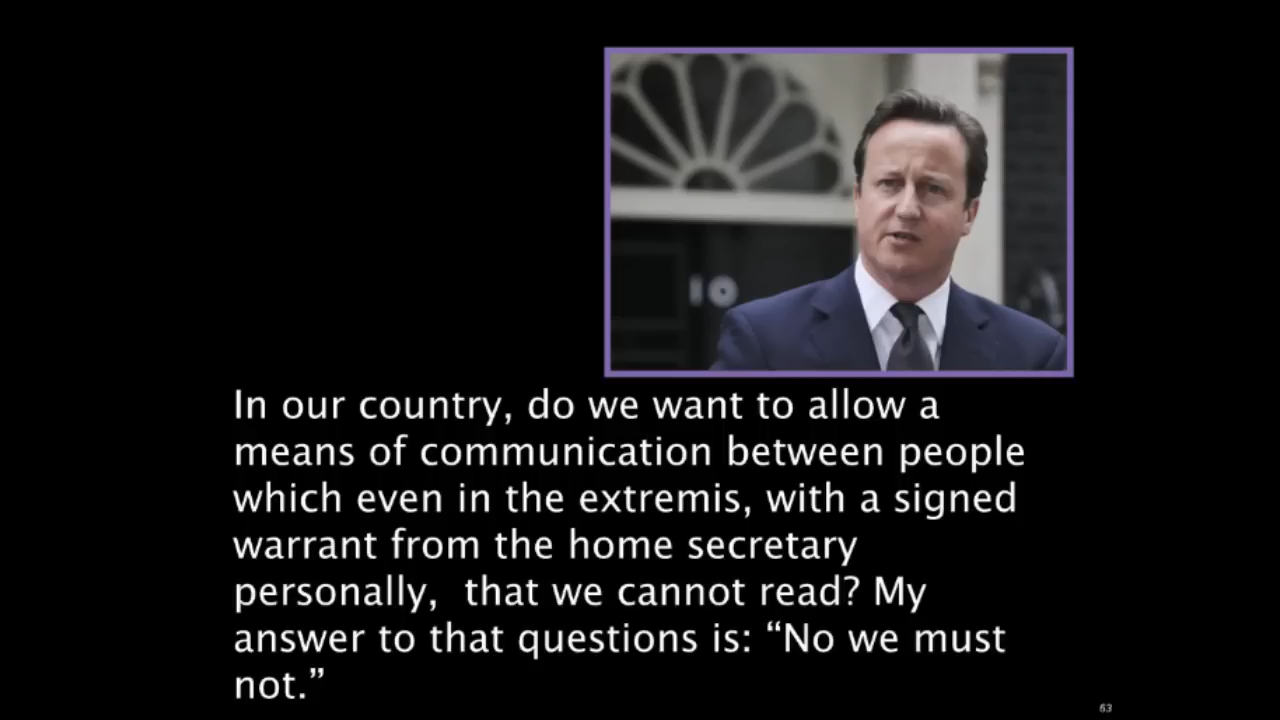 10
In our country, do we want to allow a
means of communication between people
which even in the extremis, with a signed
warrant from the home secretary
personally,  that we cannot read? My
answer to that questions is: “No we must
not.”
63